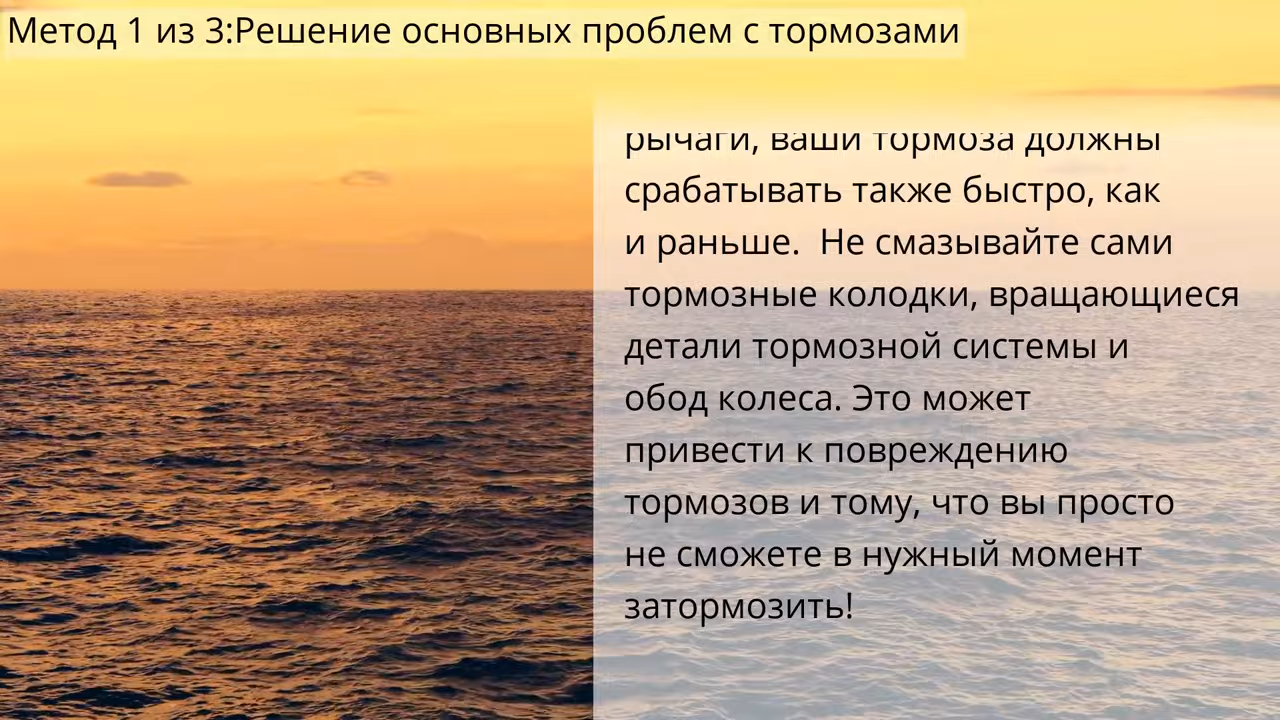 Метод 1 из 3:Решение основных проблем с тормозами
рычаги, ваши тормоза должны
срабатывать также быстро, как
и раньше.  Не смазывайте сами
тормозные колодки, вращающиеся
детали тормозной системы и
обод колеса. Это может
привести к повреждению
тормозов и тому, что вы просто
не сможете в нужный момент
затормозить!